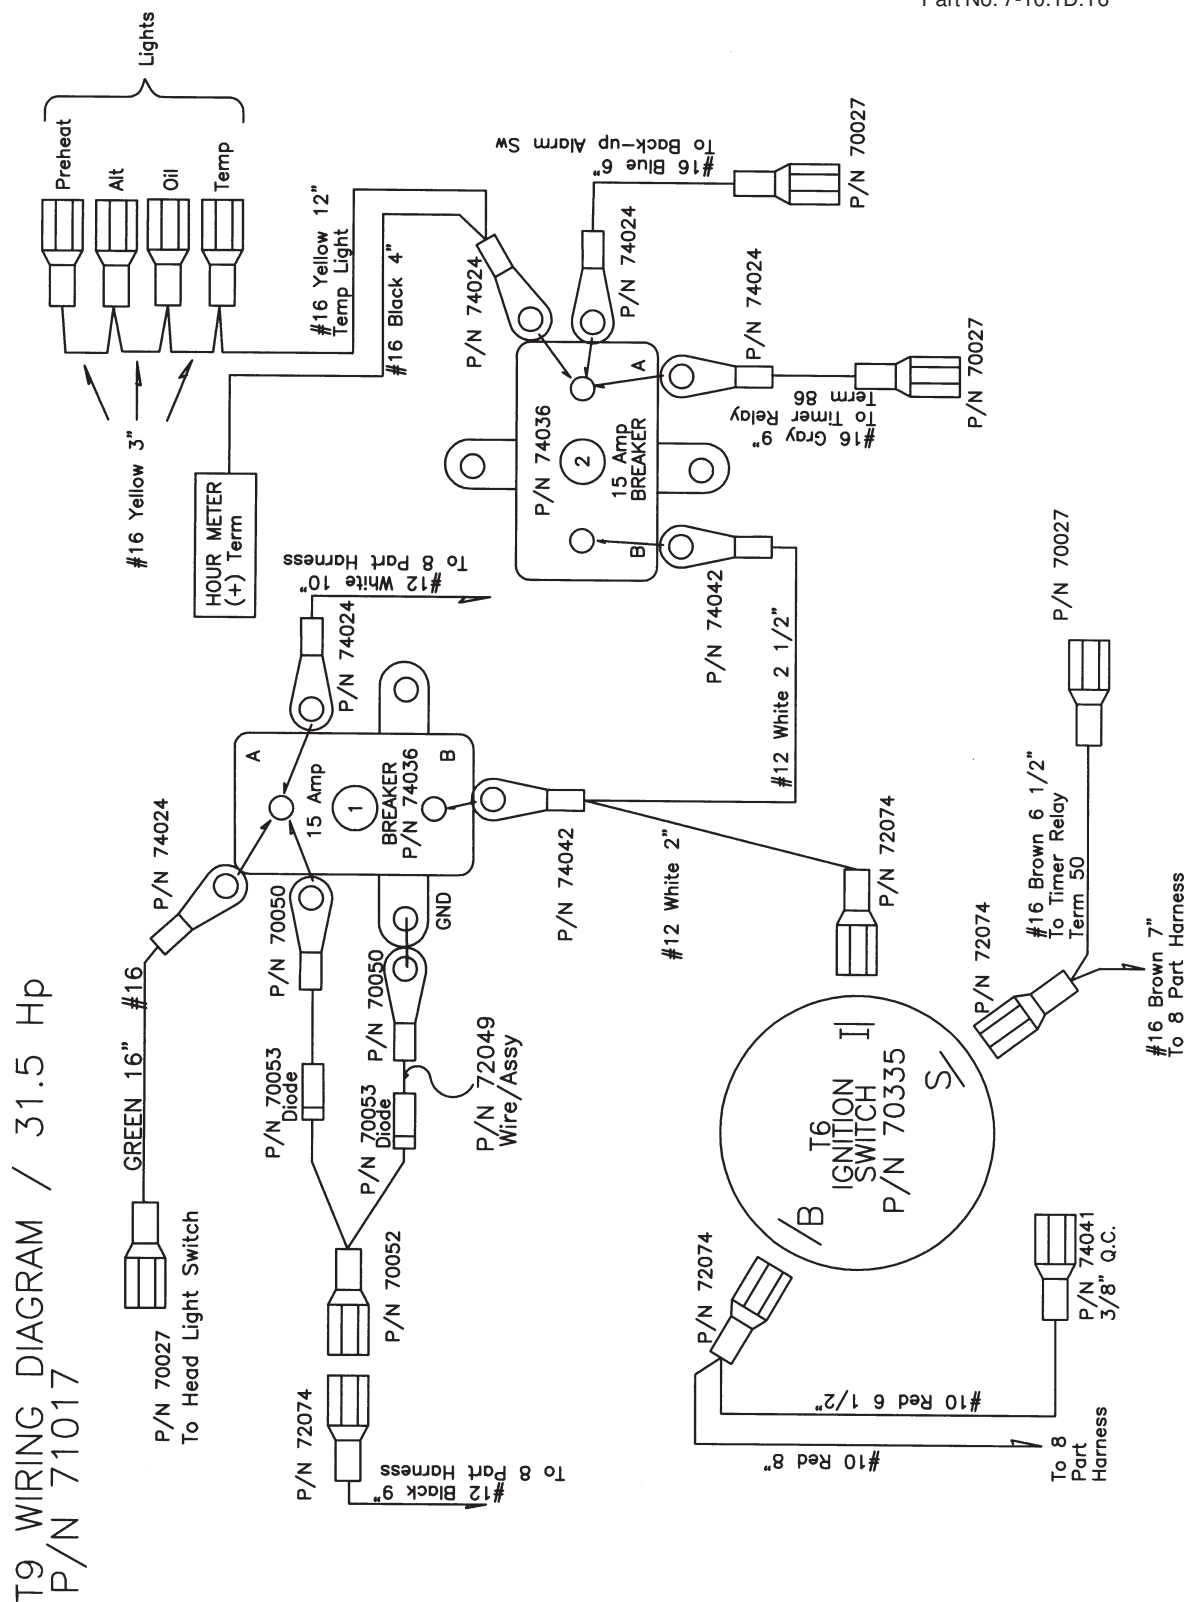 Part No. 7-10.1D.16
T9 WIRING DIAGRAM / 31.5 Hp
P/N 71017
Lights
Preheat
Alt
Oil
Temp
#16 Yellow 3"
#16 Yellow 12"
Temp Light
#16 Black 4"
HOUR METER
(+) Term
P/N 74024
#16 Blue 6"
To Back-up Alarm Sw
P/N 74024
P/N 70027
P/N 74036
2
15 Amp
BREAKER
A
B
P/N 74024
#16 Gray 9"
To Timer Relay
Term 86
P/N 70027
P/N 74042
#12 White 2 1/2"
#12 White 10"
To 8 Part Harness
P/N 74024
A
15 Amp
1
BREAKER
P/N 74036
B
GND
P/N 74024
GREEN 16" #16
P/N 70027
To Head Light Switch
P/N 70050
P/N 70053
Diode
P/N 70050
P/N 70053
Diode
P/N 72049
Wire/Assy
P/N 70052
P/N 72074
#12 Black 9"
To 8 Part Harness
P/N 74042
#12 White 2"
P/N 72074
T6
IGNITION
SWITCH
P/N 70335
I
S
B
P/N 72074
#16 Brown 6 1/2"
To Timer Relay
Term 50
P/N 70027
#16 Brown 7"
To 8 Part Harness
P/N 72074
#10 Red 6 1/2"
P/N 74041
3/8" Q.C.
#10 Red 8"
To 8
Part
Harness